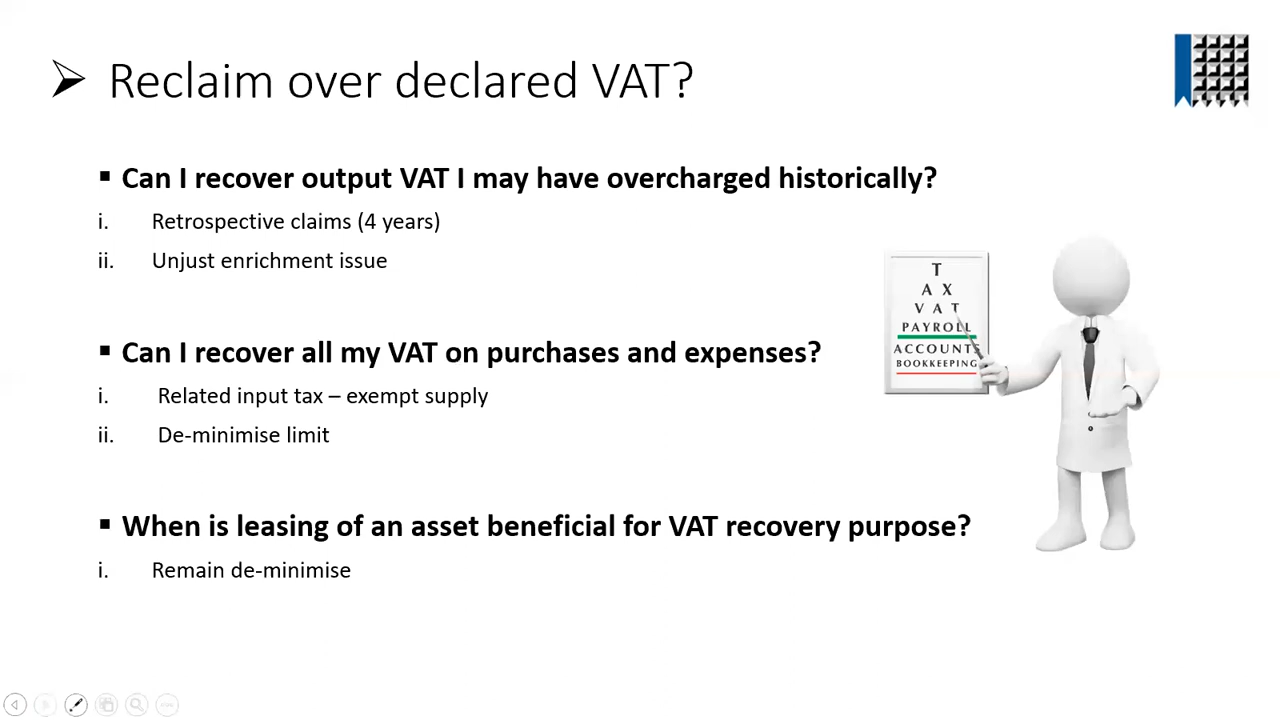 ➢ Reclaim over declared VAT?
▪ Can I recover output VAT I may have overcharged historically?
i. Retrospective claims (4 years)
ii. Unjust enrichment issue
▪ Can I recover all my VAT on purchases and expenses?
i. Related input tax – exempt supply
ii. De-minimise limit
▪ When is leasing of an asset beneficial for VAT recovery purpose?
i. Remain de-minimise
T
A X
V A T
PAYROLL
ACCOUNTS
BOOKKEEPING